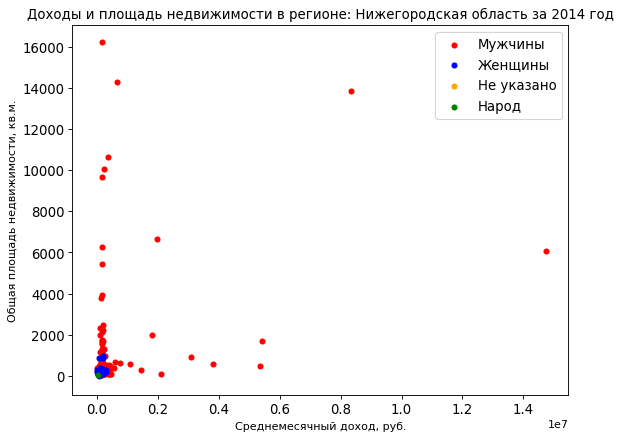 Доходы и площадь недвижимости в регионе: Нижегородская область за 2014 год
Мужчины
Женщины
Не указано
Народ
Общая площадь недвижимости, кв.м.
16000
14000
12000
10000
8000
6000
4000
2000
0
0.0 0.2 0.4 0.6 0.8 1.0 1.2 1.4
1e7
Среднемесячный доход, руб.